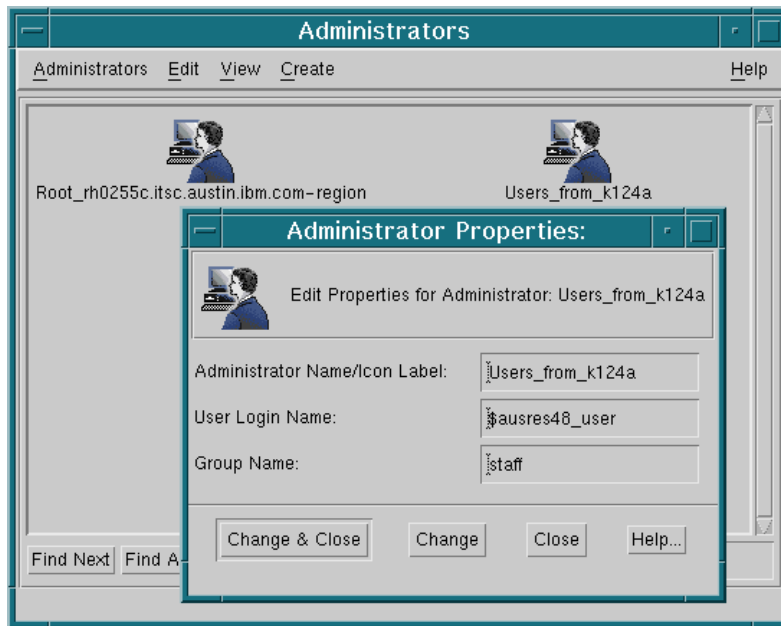 Administrators
Administrators Edit View Create Help
Root_rh0255c.itsc.austin.ibm.com-region Users_from_k124a
Administrator Properties:
Edit Properties for Administrator: Users_from_k124a
Administrator Name/Icon Label: Users_from_k124a
User Login Name: $ausres48_user
Group Name: staff
Change & Close Change Close Help...
Find Next Find A